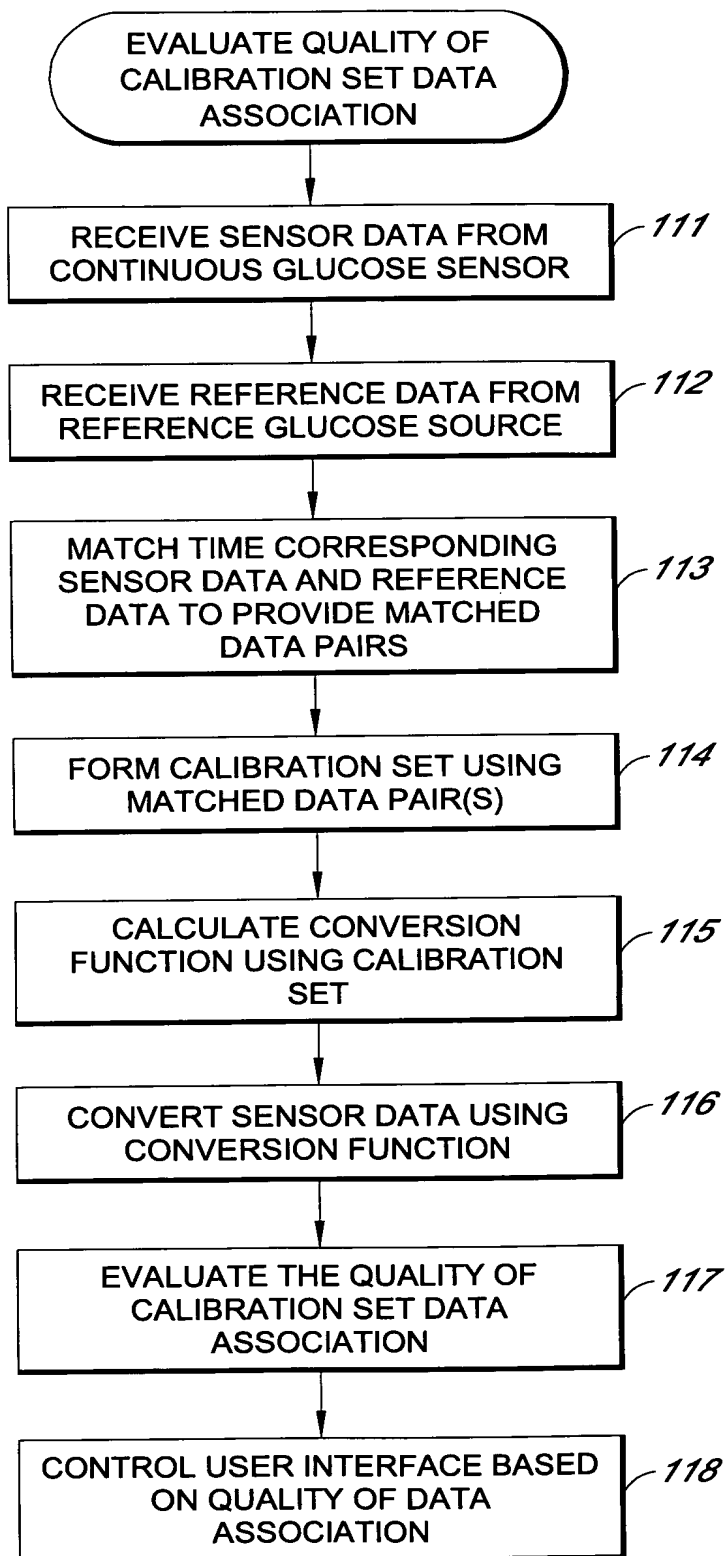 EVALUATE QUALITY OF
CALIBRATION SET DATA
ASSOCIATION
RECEIVE SENSOR DATA FROM
CONTINUOUS GLUCOSE SENSOR
111
RECEIVE REFERENCE DATA FROM
REFERENCE GLUCOSE SOURCE
112
MATCH TIME CORRESPONDING
SENSOR DATA AND REFERENCE
DATA TO PROVIDE MATCHED
DATA PAIRS
113
FORM CALIBRATION SET USING
MATCHED DATA PAIR(S)
114
CALCULATE CONVERSION
FUNCTION USING CALIBRATION
SET
115
CONVERT SENSOR DATA USING
CONVERSION FUNCTION
116
EVALUATE THE QUALITY OF
CALIBRATION SET DATA
ASSOCIATION
117
CONTROL USER INTERFACE BASED
ON QUALITY OF DATA
ASSOCIATION
118